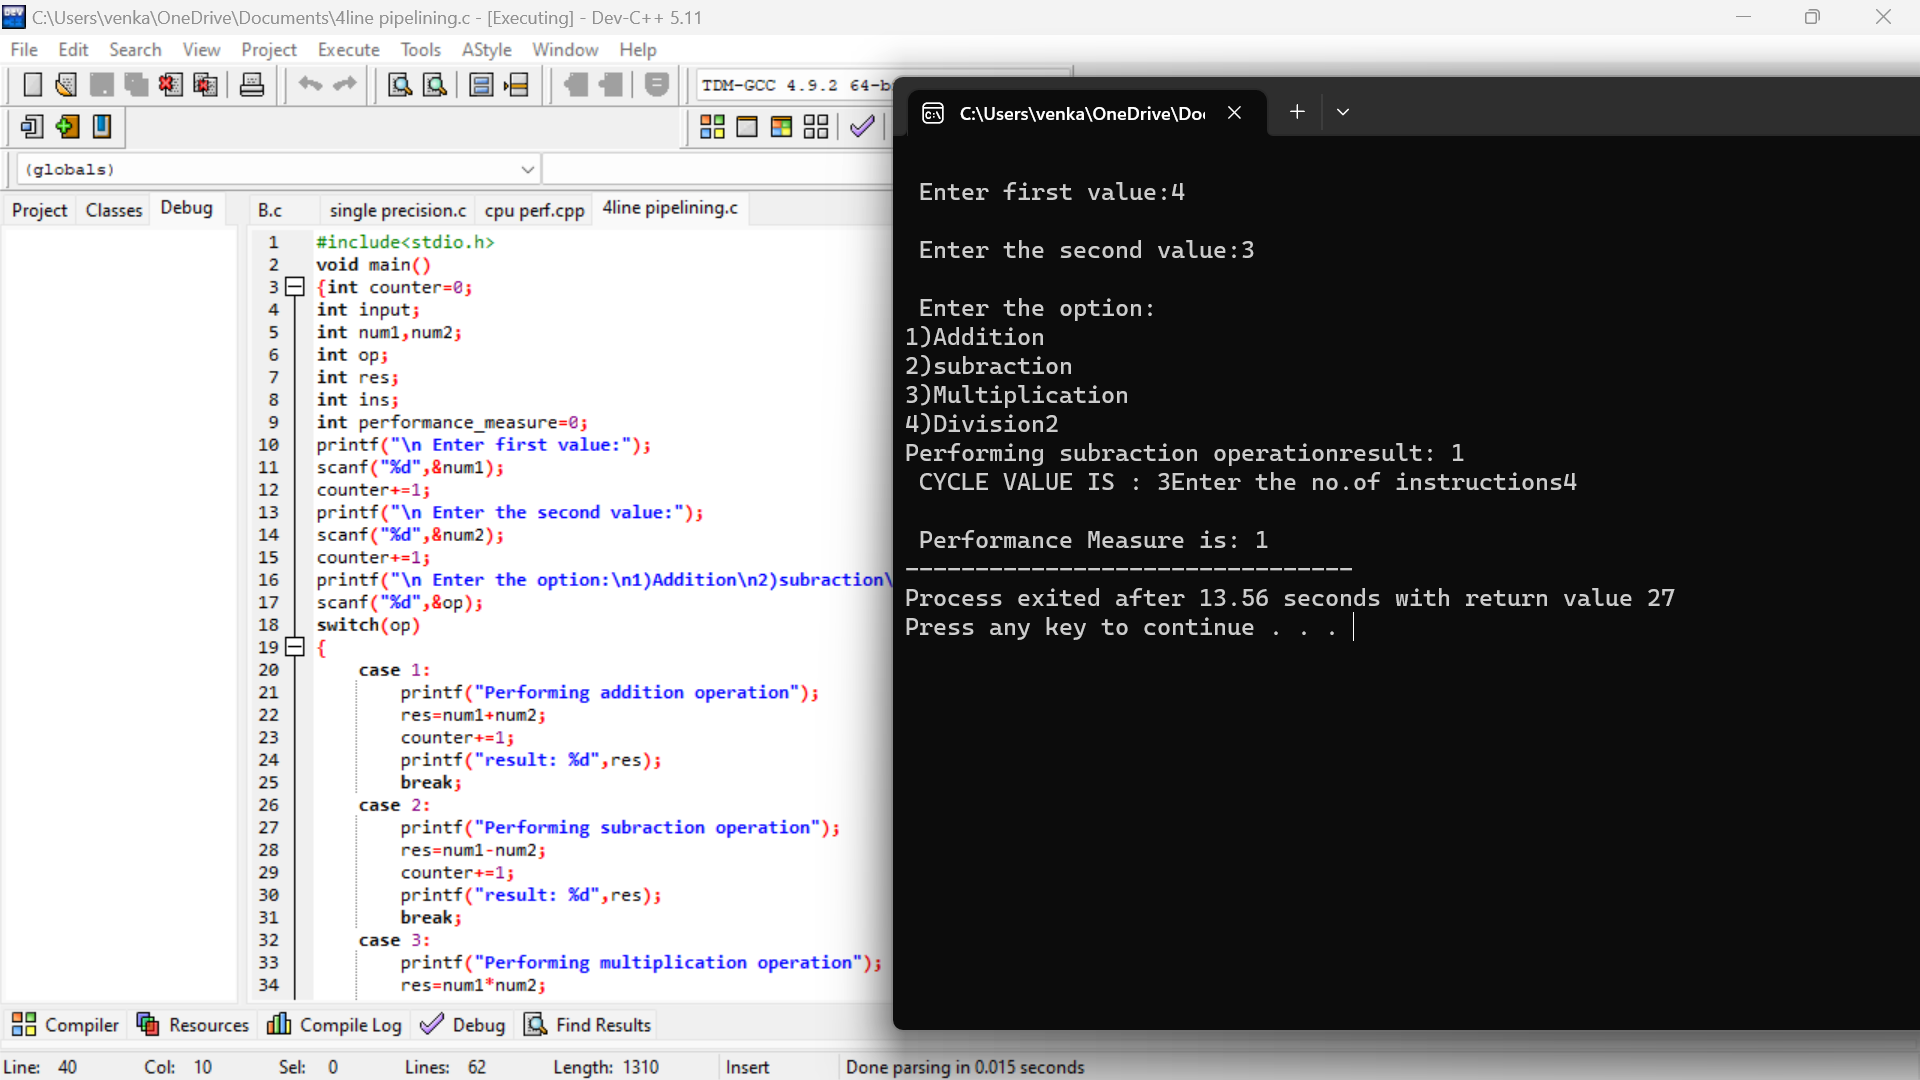 C:\Users\venka\OneDrive\Documents\4line pipelining.c - [Executing] - Dev-C++ 5.11
File Edit Search View Project Execute Tools AStyle Window Help
TDM-GCC 4.9.2 64-b
(globals)
Project Classes Debug
B.c single precision.c cpu perf.cpp 4line pipelining.c
1 #include<stdio.h>
2 void main()
3 {int counter=0;
4 int input;
5 int num1,num2;
6 int op;
7 int res;
8 int ins;
9 int performance_measure=0;
10 printf("\n Enter first value:");
11 scanf("%d",&num1);
12 counter+=1;
13 printf("\n Enter the second value:");
14 scanf("%d",&num2);
15 counter+=1;
16 printf("\n Enter the option:\n1)Addition\n2)subraction\
17 scanf("%d",&op);
18 switch(op)
19 {
20 case 1:
21 printf("Performing addition operation");
22 res=num1+num2;
23 counter+=1;
24 printf("result: %d",res);
25 break;
26 case 2:
27 printf("Performing subraction operation");
28 res=num1-num2;
29 counter+=1;
30 printf("result: %d",res);
31 break;
32 case 3:
33 printf("Performing multiplication operation");
34 res=num1*num2;
C:\Users\venka\OneDrive\Do
Enter first value:4
Enter the second value:3
Enter the option:
1)Addition
2)subraction
3)Multiplication
4)Division2
Performing subraction operationresult: 1
CYCLE VALUE IS : 3Enter the no.of instructions4
Performance Measure is: 1
--------------------------------
Process exited after 13.56 seconds with return value 27
Press any key to continue . . .
Compiler Resources Compile Log Debug Find Results
Line: 40 Col: 10 Sel: 0 Lines: 62 Length: 1310 Insert Done parsing in 0.015 seconds